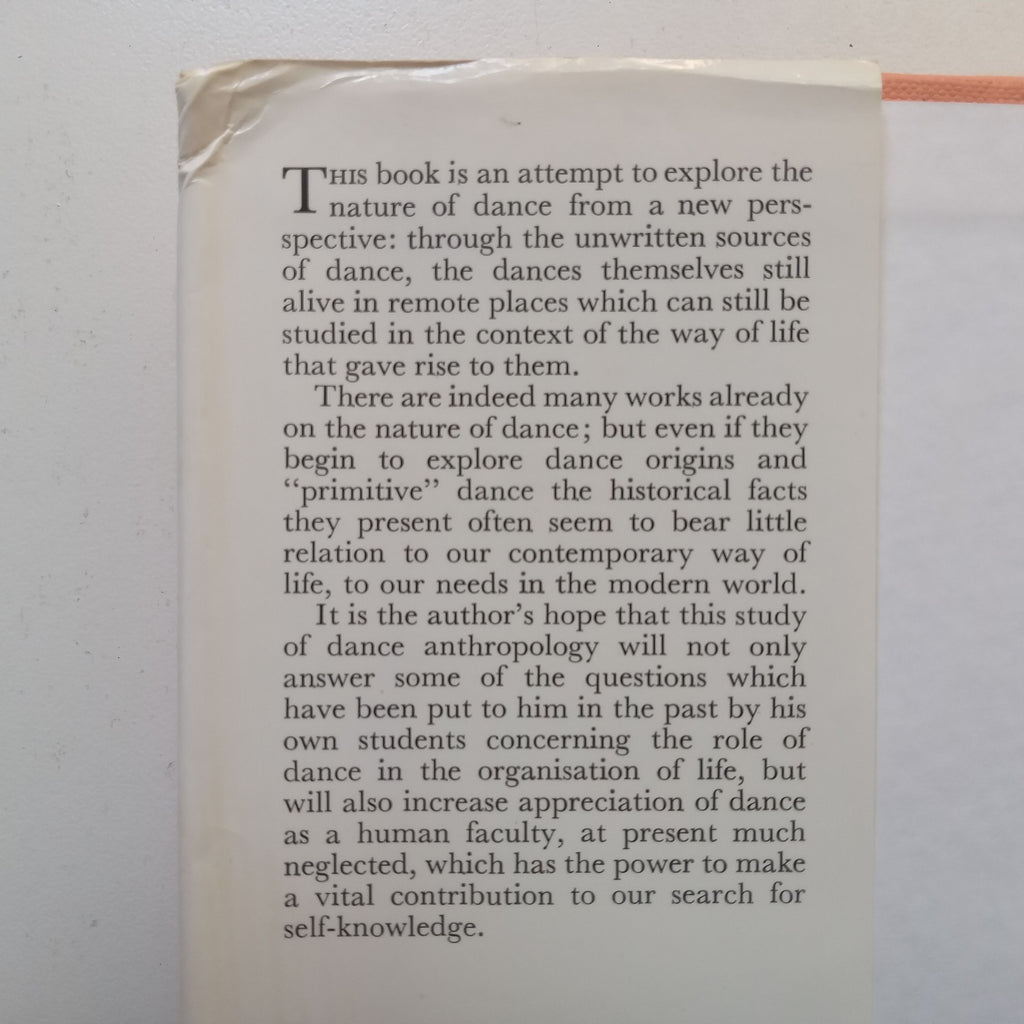 THIS book is an attempt to explore the
nature of dance from a new pers-
spective: through the unwritten sources
of dance, the dances themselves still
alive in remote places which can still be
studied in the context of the way of life
that gave rise to them.
There are indeed many works already
on the nature of dance; but even if they
begin to explore dance origins and
“primitive” dance the historical facts
they present often seem to bear little
relation to our contemporary way of
life, to our needs in the modern world.
It is the author’s hope that this study
of dance anthropology will not only
answer some of the questions which
have been put to him in the past by his
own students concerning the role of
dance in the organisation of life, but
will also increase appreciation of dance
as a human faculty, at present much
neglected, which has the power to make
a vital contribution to our search for
self-knowledge.